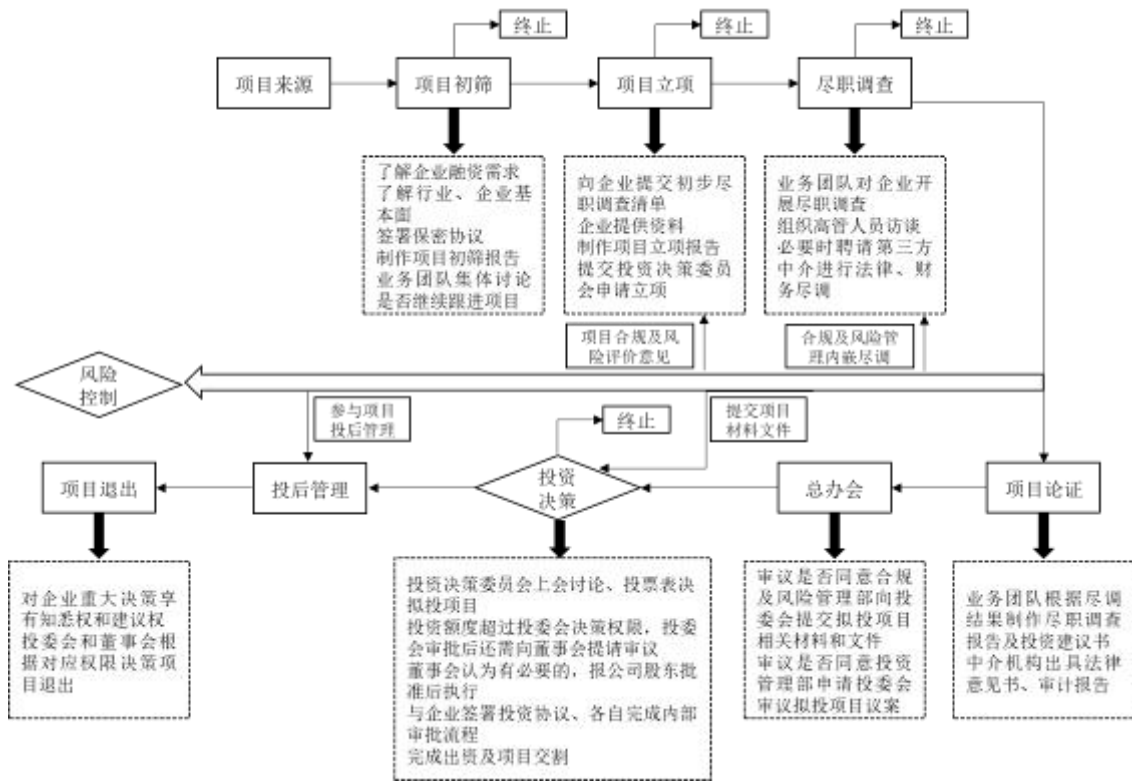 终止
终止
终止
项目来源
项目初筛
项目立项
尽职调查
了解企业融资需求
了解行业、企业基
本面
签署保密协议
制作项目初筛报告
业务团队集体讨论
是否继续跟进项目
向企业提交初步尽
职调查清单
企业提供资料
制作项目立项报告
提交投资决策委员
会申请立项
业务团队对企业开
展尽职调查
组织高管人员访谈
必要时聘请第三方
中介进行法律、财
务尽调
项目合规及风
险评价意见
合规及风险管
理内嵌尽调
风险
控制
参与项目
投后管理
终止
提交项目
材料文件
项目退出
投后管理
投资
决策
总办会
项目论证
对企业重大决策享
有知悉权和建议权
投委会和董事会根
据对应权限决策项
目退出
投资决策委员会上会讨论、投票表决
拟投项目
投资额度超过投委会决策权限，投委
会审批后还需向董事会提请审议
董事会认为有必要的，报公司股东批
准后执行
与企业签署投资协议、各自完成内部
审批流程
完成出资及项目交割
审议是否同意合规
及风险管理部向投
委会提交拟投项目
相关材料和文件
审议是否同意投资
管理部申请投委会
审议拟投项目议案
业务团队根据尽调
结果制作尽职调查
报告及投资建议书
中介机构出具法律
意见书、审计报告